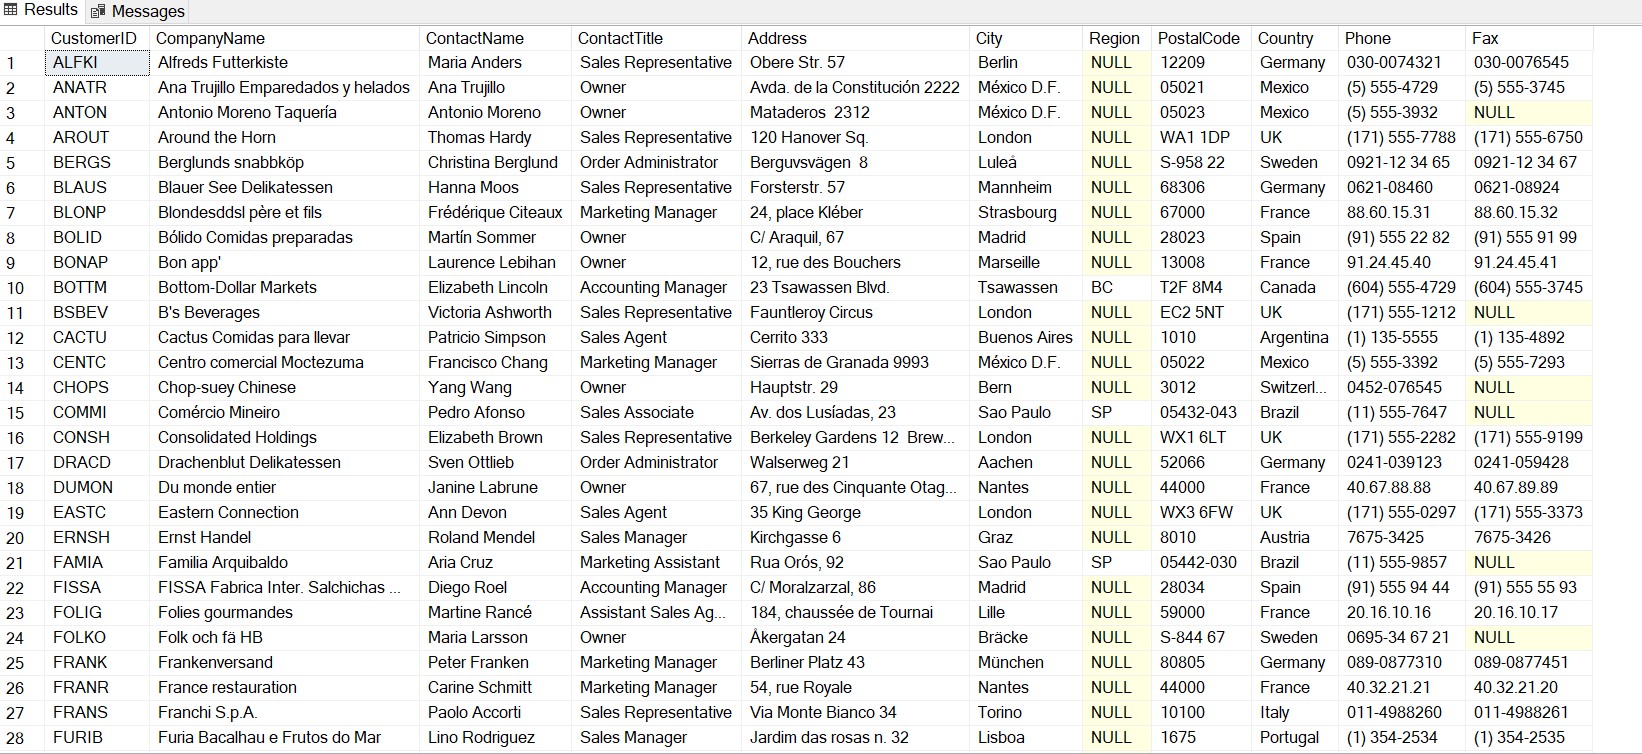 Results Messages
CustomerID CompanyName ContactName ContactTitle Address City Region PostalCode Country Phone Fax
1 ALFKI Alfreds Futterkiste Maria Anders Sales Representative Obere Str. 57 Berlin NULL 12209 Germany 030-0074321 030-0076545
2 ANATR Ana Trujillo Emparedados y helados Ana Trujillo Owner Avda. de la Constitución 2222 México D.F. NULL 05021 Mexico (5) 555-4729 (5) 555-3745
3 ANTON Antonio Moreno Taquería Antonio Moreno Owner Mataderos  2312 México D.F. NULL 05023 Mexico (5) 555-3932 NULL
4 AROUT Around the Horn Thomas Hardy Sales Representative 120 Hanover Sq. London NULL WA1 1DP UK (171) 555-7788 (171) 555-6750
5 BERGS Berglunds snabbköp Christina Berglund Order Administrator Berguvsvägen  8 Luleå NULL S-958 22 Sweden 0921-12 34 65 0921-12 34 67
6 BLAUS Blauer See Delikatessen Hanna Moos Sales Representative Forsterstr. 57 Mannheim NULL 68306 Germany 0621-08460 0621-08924
7 BLONP Blondesddsl père et fils Frédérique Citeaux Marketing Manager 24, place Kléber Strasbourg NULL 67000 France 88.60.15.31 88.60.15.32
8 BOLID Bólido Comidas preparadas Martín Sommer Owner C/ Araquil, 67 Madrid NULL 28023 Spain (91) 555 22 82 (91) 555 91 99
9 BONAP Bon app' Laurence Lebihan Owner 12, rue des Bouchers Marseille NULL 13008 France 91.24.45.40 91.24.45.41
10 BOTTM Bottom-Dollar Markets Elizabeth Lincoln Accounting Manager 23 Tsawassen Blvd. Tsawassen BC T2F 8M4 Canada (604) 555-4729 (604) 555-3745
11 BSBEV B's Beverages Victoria Ashworth Sales Representative Fauntleroy Circus London NULL EC2 5NT UK (171) 555-1212 NULL
12 CACTU Cactus Comidas para llevar Patricio Simpson Sales Agent Cerrito 333 Buenos Aires NULL 1010 Argentina (1) 135-5555 (1) 135-4892
13 CENTC Centro comercial Moctezuma Francisco Chang Marketing Manager Sierras de Granada 9993 México D.F. NULL 05022 Mexico (5) 555-3392 (5) 555-7293
14 CHOPS Chop-suey Chinese Yang Wang Owner Hauptstr. 29 Bern NULL 3012 Switzerl... 0452-076545 NULL
15 COMMI Comércio Mineiro Pedro Afonso Sales Associate Av. dos Lusíadas, 23 Sao Paulo SP 05432-043 Brazil (11) 555-7647 NULL
16 CONSH Consolidated Holdings Elizabeth Brown Sales Representative Berkeley Gardens 12  Brew... London NULL WX1 6LT UK (171) 555-2282 (171) 555-9199
17 DRACD Drachenblut Delikatessen Sven Ottlieb Order Administrator Walserweg 21 Aachen NULL 52066 Germany 0241-039123 0241-059428
18 DUMON Du monde entier Janine Labrune Owner 67, rue des Cinquante Otag... Nantes NULL 44000 France 40.67.88.88 40.67.89.89
19 EASTC Eastern Connection Ann Devon Sales Agent 35 King George London NULL WX3 6FW UK (171) 555-0297 (171) 555-3373
20 ERNSH Ernst Handel Roland Mendel Sales Manager Kirchgasse 6 Graz NULL 8010 Austria 7675-3425 7675-3426
21 FAMIA Familia Arquibaldo Aria Cruz Marketing Assistant Rua Orós, 92 Sao Paulo SP 05442-030 Brazil (11) 555-9857 NULL
22 FISSA FISSA Fabrica Inter. Salchichas ... Diego Roel Accounting Manager C/ Moralzarzal, 86 Madrid NULL 28034 Spain (91) 555 94 44 (91) 555 55 93
23 FOLIG Folies gourmandes Martine Rancé Assistant Sales Ag... 184, chaussée de Tournai Lille NULL 59000 France 20.16.10.16 20.16.10.17
24 FOLKO Folk och fä HB Maria Larsson Owner Åkergatan 24 Bräcke NULL S-844 67 Sweden 0695-34 67 21 NULL
25 FRANK Frankenversand Peter Franken Marketing Manager Berliner Platz 43 München NULL 80805 Germany 089-0877310 089-0877451
26 FRANR France restauration Carine Schmitt Marketing Manager 54, rue Royale Nantes NULL 44000 France 40.32.21.21 40.32.21.20
27 FRANS Franchi S.p.A. Paolo Accorti Sales Representative Via Monte Bianco 34 Torino NULL 10100 Italy 011-4988260 011-4988261
28 FURIB Furia Bacalhau e Frutos do Mar Lino Rodriguez Sales Manager Jardim das rosas n. 32 Lisboa NULL 1675 Portugal (1) 354-2534 (1) 354-2535